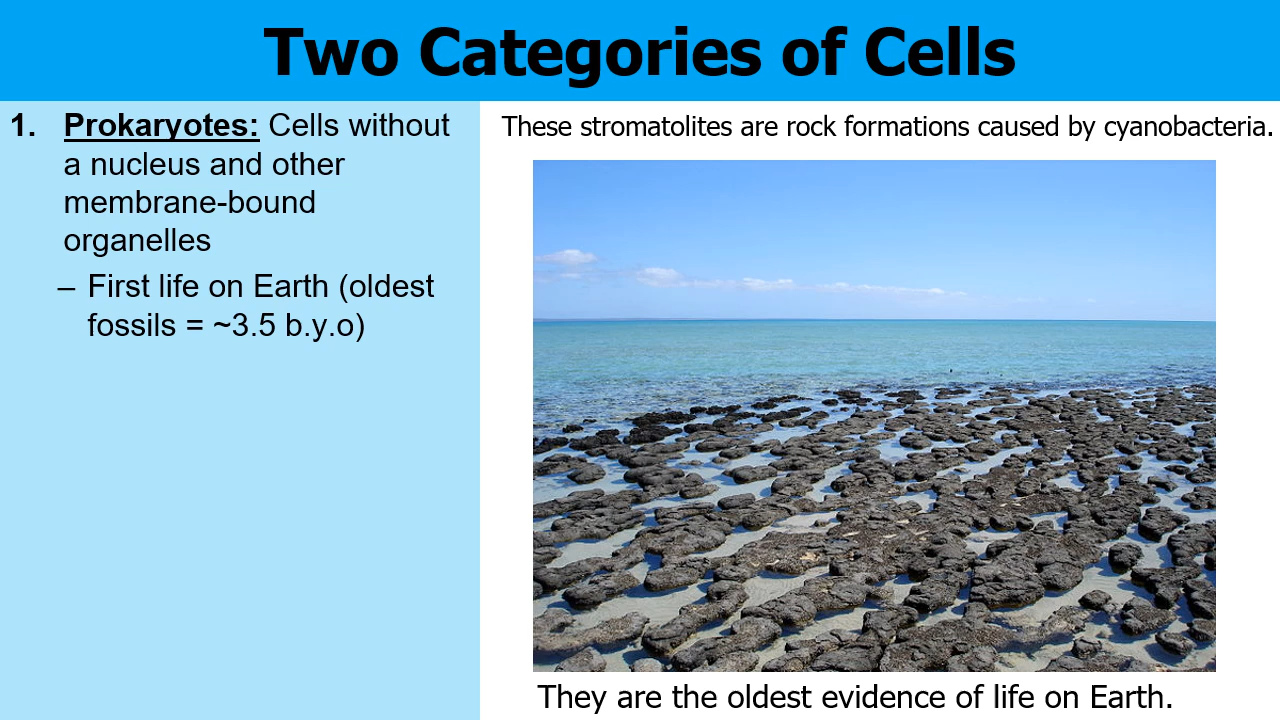 Two Categories of Cells
1. Prokaryotes: Cells without
a nucleus and other
membrane-bound
organelles
– First life on Earth (oldest
fossils = ~3.5 b.y.o)
These stromatolites are rock formations caused by cyanobacteria.
They are the oldest evidence of life on Earth.